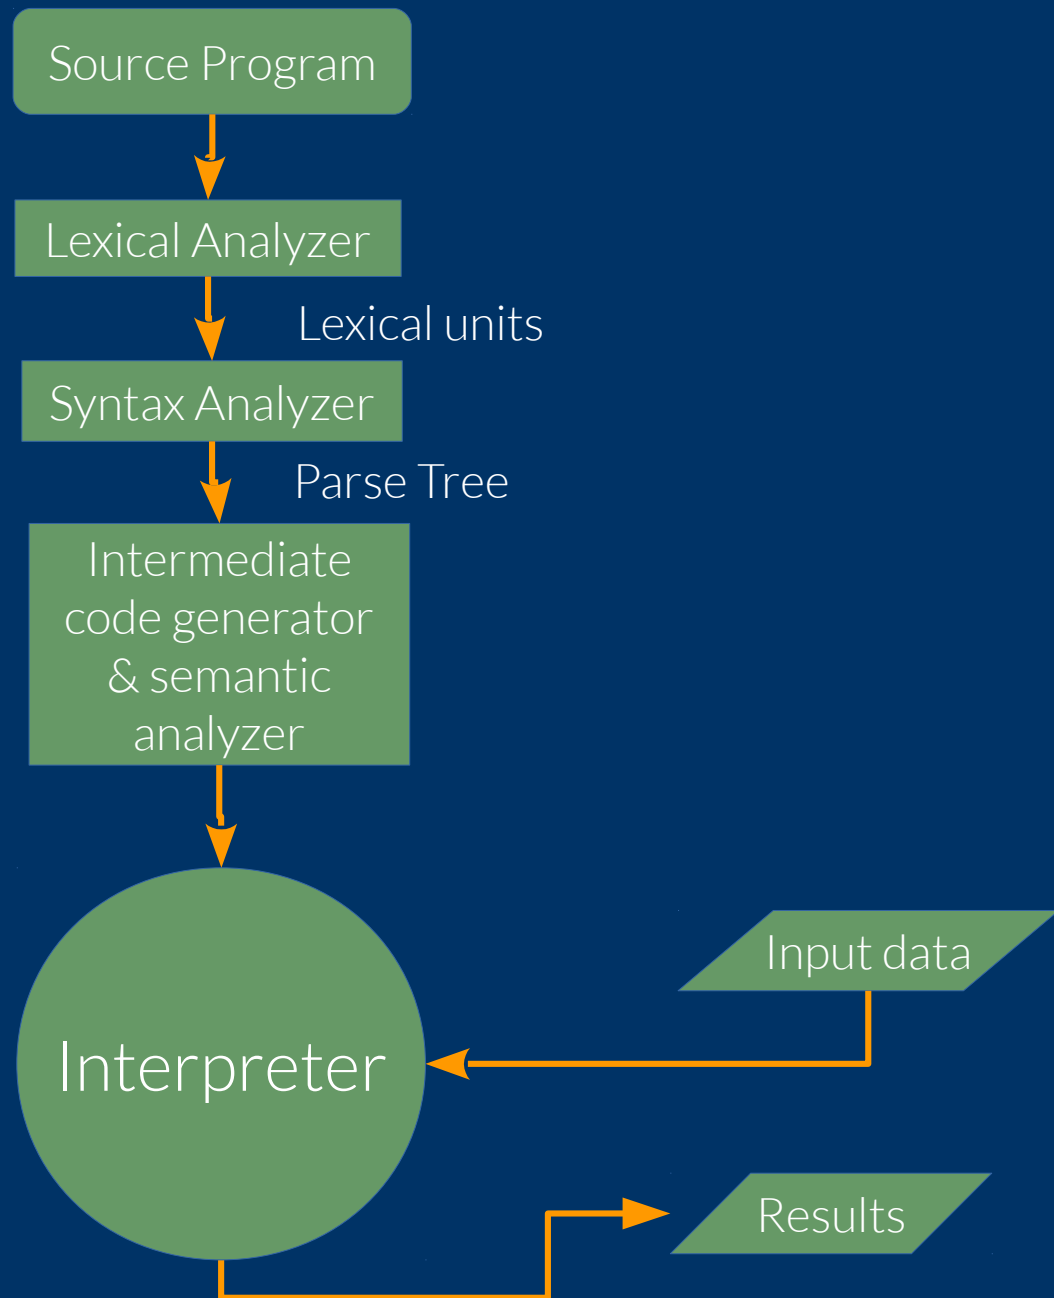 Source Program
Lexical Analyzer
Lexical units
Syntax Analyzer
Parse Tree
Intermediate
code generator
& semantic
analyzer
Input data
Interpreter
Results